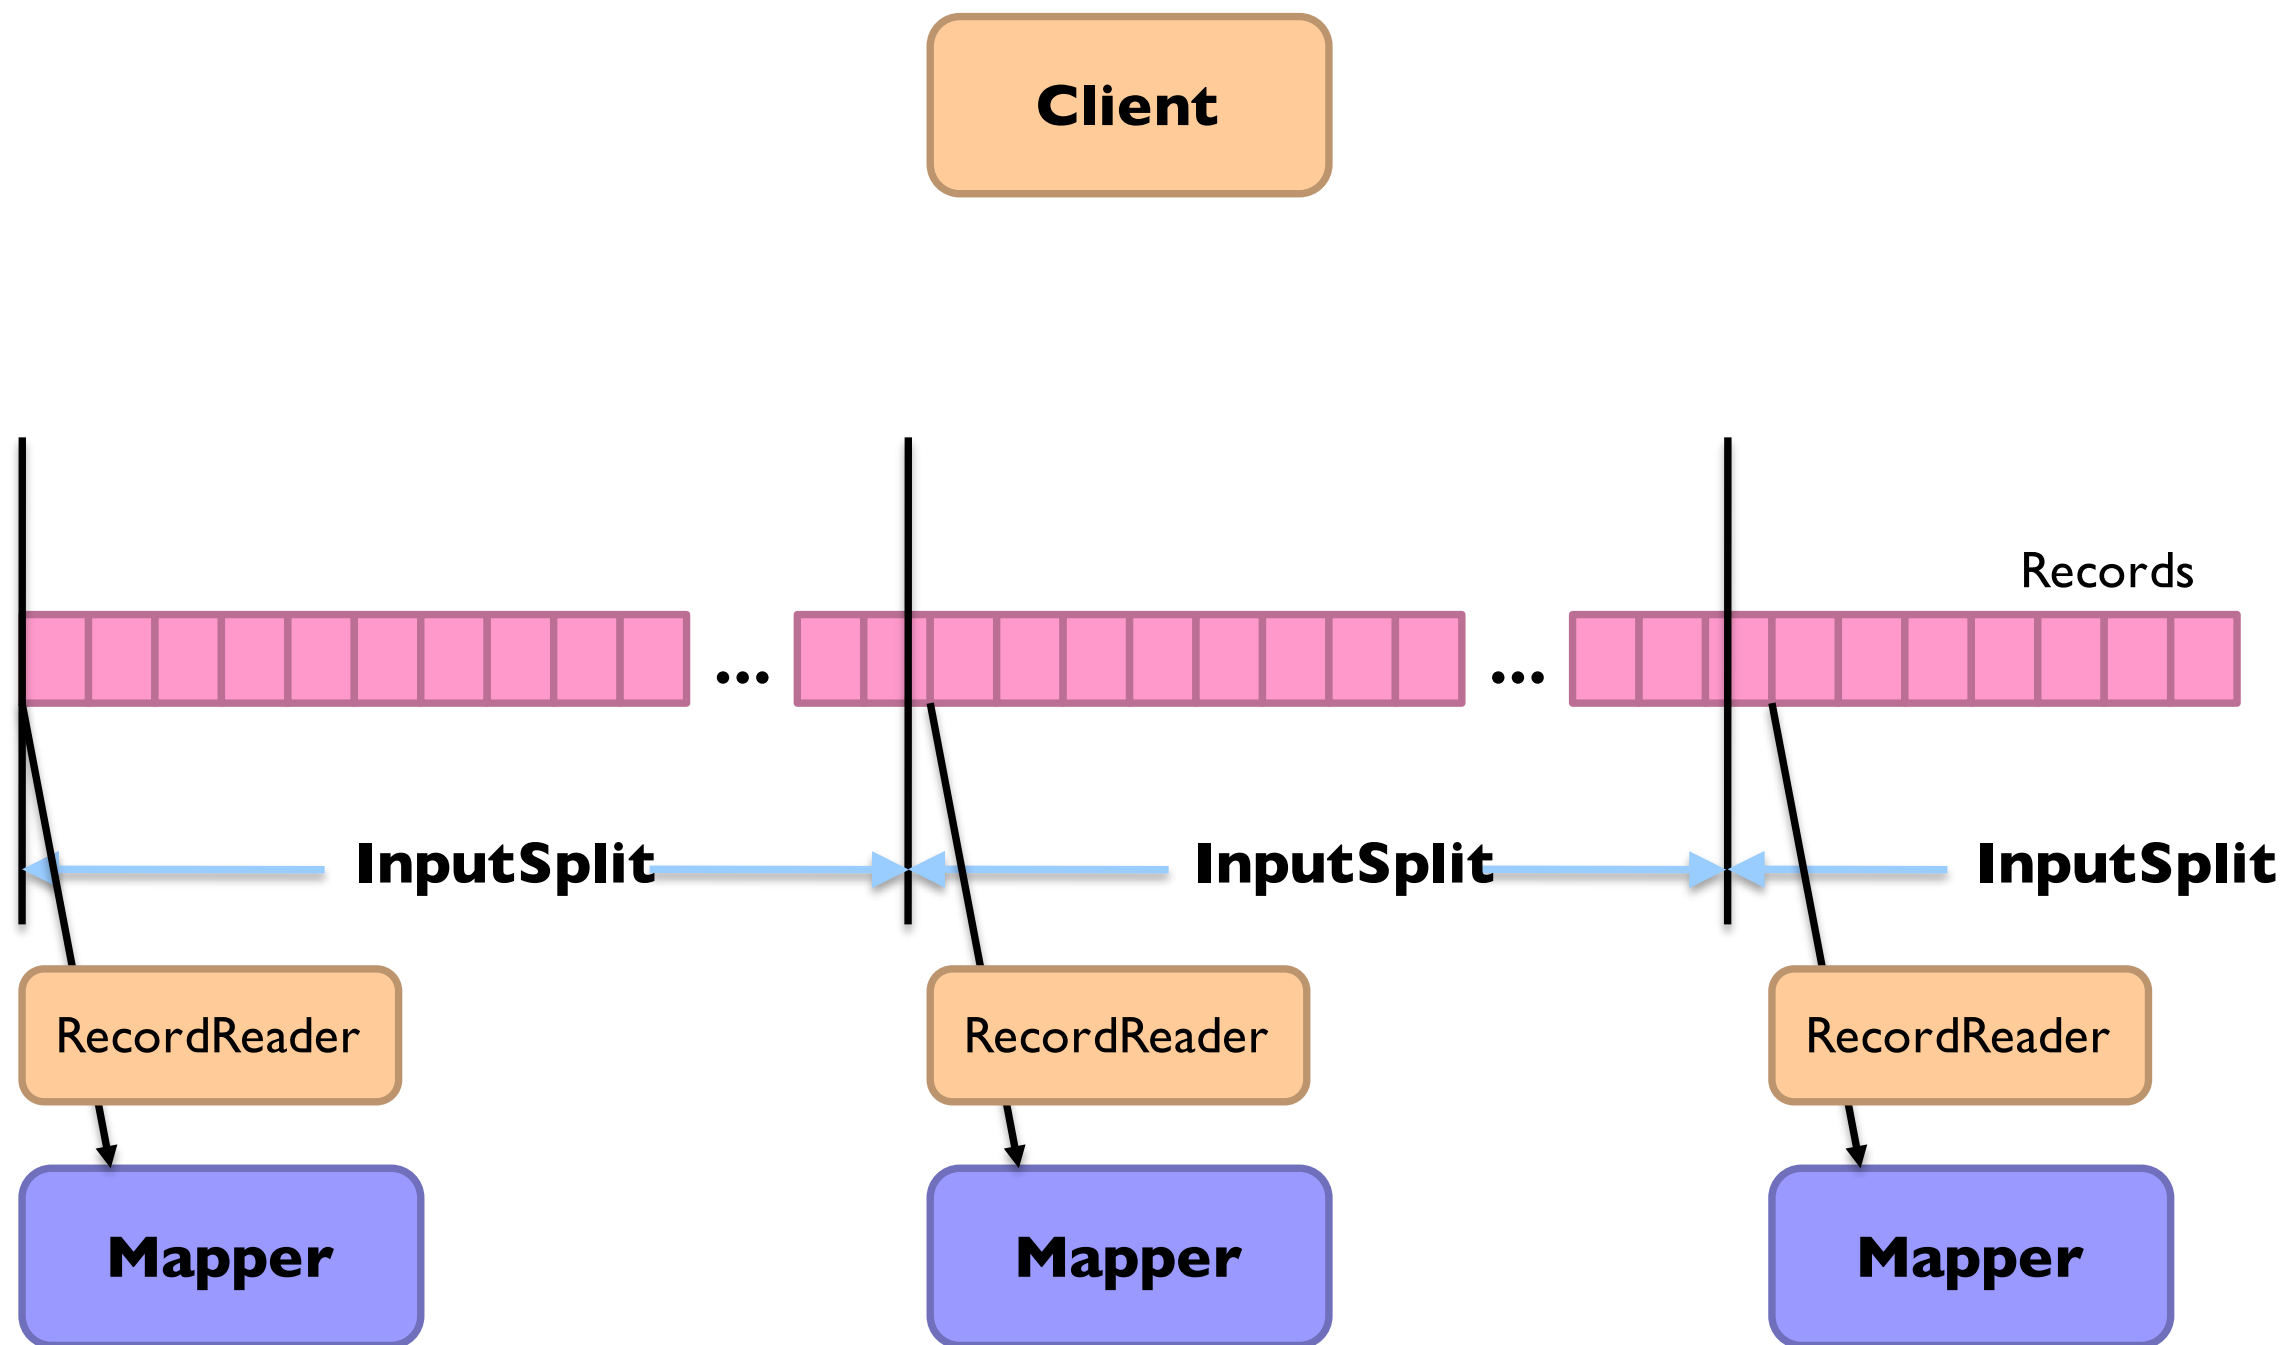 Client
Records
...
...
InputSplit
InputSplit
InputSplit
RecordReader
RecordReader
RecordReader
Mapper
Mapper
Mapper